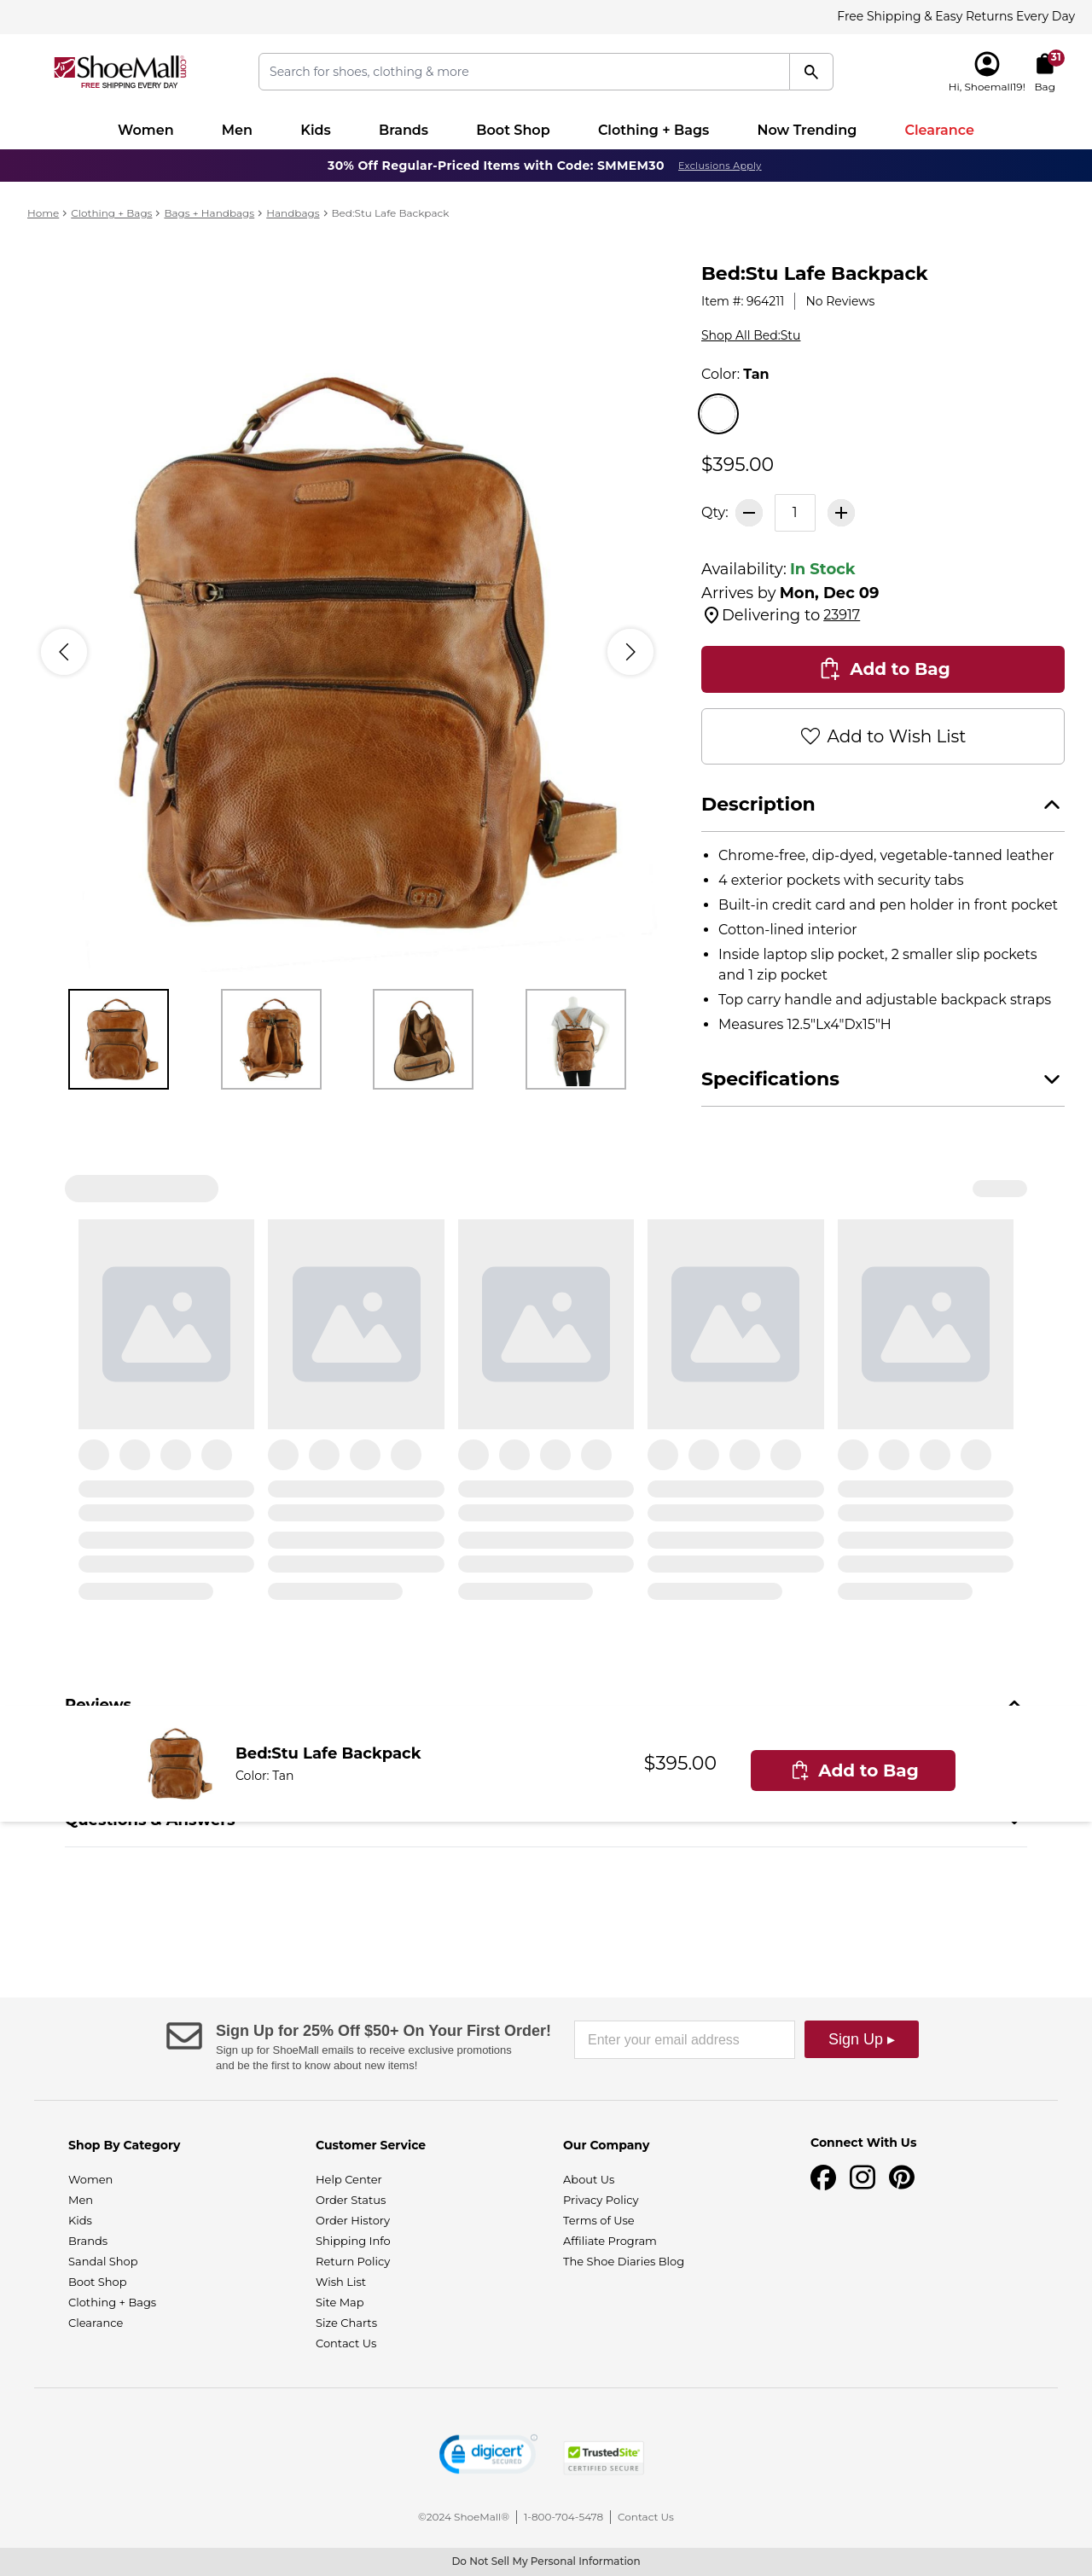 Free Shipping & Easy Returns Every Day
ShoeMall.com
FREE SHIPPING EVERY DAY
Search for shoes, clothing & more
31
Hi, Shoemall19!
Bag
Women
Men
Kids
Brands
Boot Shop
Clothing + Bags
Now Trending
Clearance
30% Off Regular-Priced Items with Code: SMMEM30
Exclusions Apply
Home > Clothing + Bags > Bags + Handbags > Handbags > Bed:Stu Lafe Backpack
Bed:Stu Lafe Backpack
Item #: 964211
No Reviews
Shop All Bed:Stu
Color: Tan
$395.00
Qty:
1
Availability: In Stock
Arrives by Mon, Dec 09
Delivering to 23917
Add to Bag
Add to Wish List
Description
• Chrome-free, dip-dyed, vegetable-tanned leather
• 4 exterior pockets with security tabs
• Built-in credit card and pen holder in front pocket
• Cotton-lined interior
• Inside laptop slip pocket, 2 smaller slip pockets
and 1 zip pocket
• Top carry handle and adjustable backpack straps
• Measures 12.5"Lx4"Dx15"H
Specifications
Reviews
Bed:Stu Lafe Backpack
Color: Tan
$395.00
Add to Bag
Questions & Answers
Sign Up for 25% Off $50+ On Your First Order!
Sign up for ShoeMall emails to receive exclusive promotions
and be the first to know about new items!
Enter your email address
Sign Up ▸
Shop By Category
Women
Men
Kids
Brands
Sandal Shop
Boot Shop
Clothing + Bags
Clearance
Customer Service
Help Center
Order Status
Order History
Shipping Info
Return Policy
Wish List
Site Map
Size Charts
Contact Us
Our Company
About Us
Privacy Policy
Terms of Use
Affiliate Program
The Shoe Diaries Blog
Connect With Us
digicert
SECURED
TrustedSite
CERTIFIED SECURE
©2024 ShoeMall®
1-800-704-5478
Contact Us
Do Not Sell My Personal Information